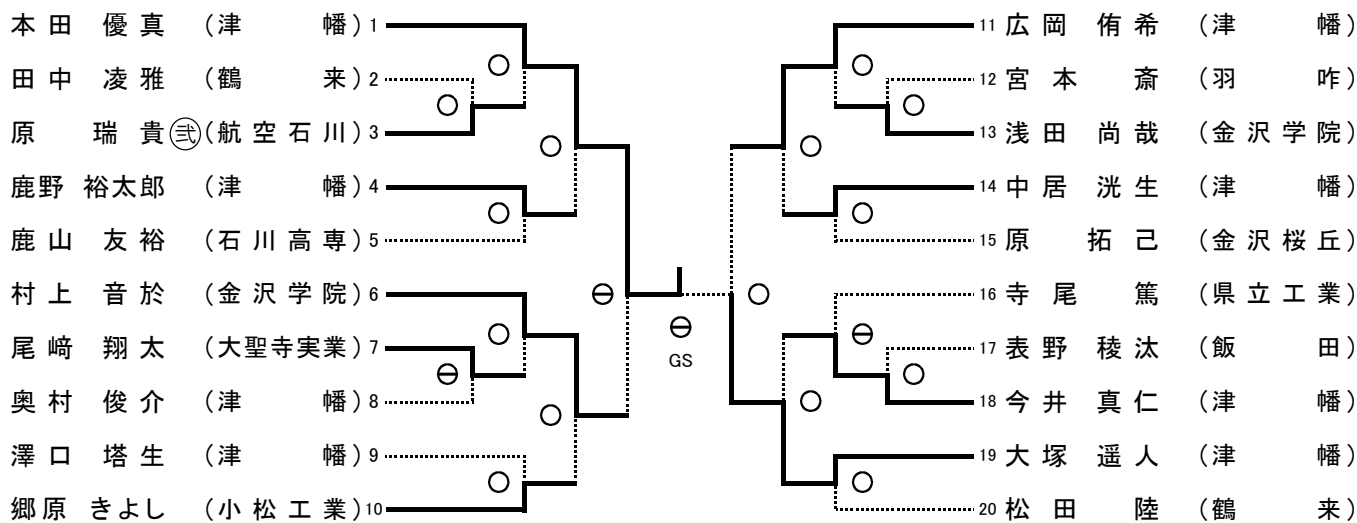 本田 優真 (津 幡) 1
田中 凌雅 (鶴 来) 2
原 瑞貴 弐 (航空石川) 3
鹿野 裕太郎 (津 幡) 4
鹿山 友裕 (石川高専) 5
村上 音於 (金沢学院) 6
尾﨑 翔太 (大聖寺実業) 7
奥村 俊介 (津 幡) 8
澤口 塔生 (津 幡) 9
郷原 きよし (小松工業) 10
GS
11 広岡 侑希 (津 幡)
12 宮本 斎 (羽 咋)
13 浅田 尚哉 (金沢学院)
14 中居 洸生 (津 幡)
15 原 拓己 (金沢桜丘)
16 寺尾 篤 (県立工業)
17 表野 稜汰 (飯 田)
18 今井 真仁 (津 幡)
19 大塚 遥人 (津 幡)
20 松田 陸 (鶴 来)